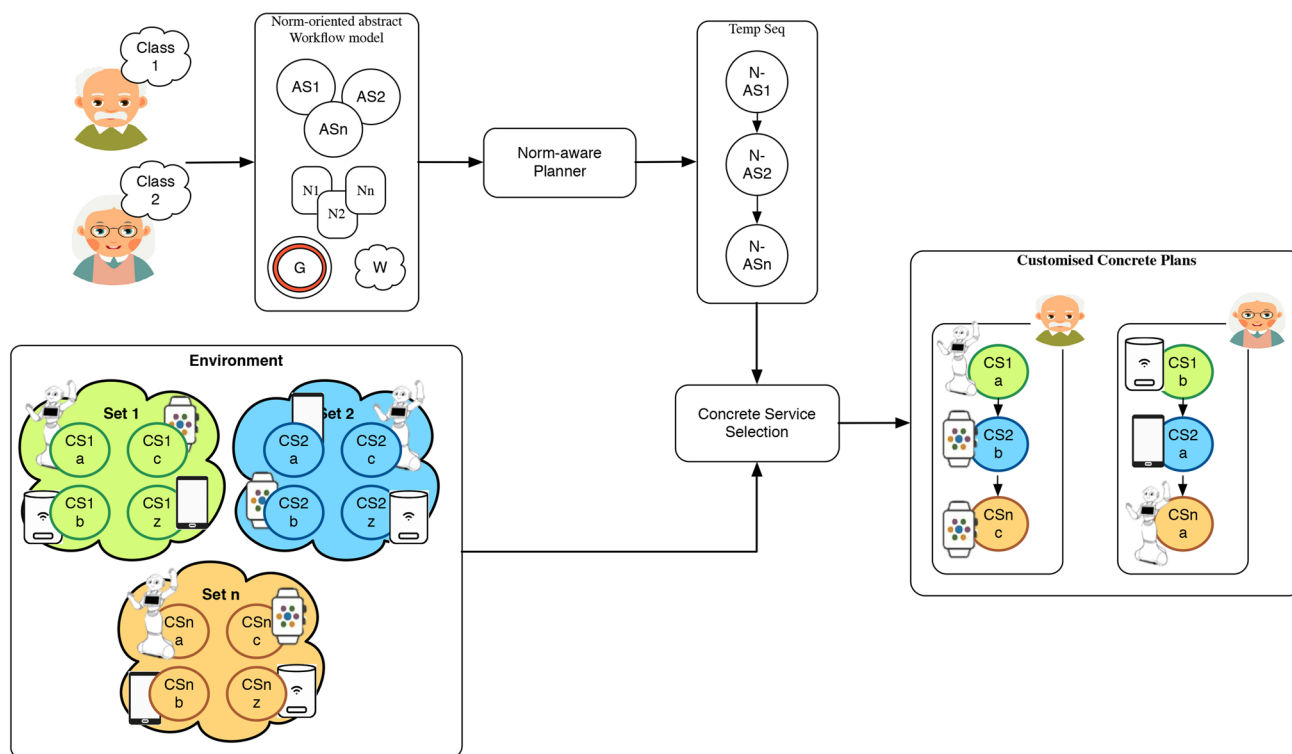 Class
1
Class
2
Norm-oriented abstract
Workflow model
AS1
AS2
ASn
N1
N2
Nn
G
W
Norm-aware
Planner
Temp Seq
N-
AS1
N-
AS2
N-
ASn
Environment
Set 1
CS1
a
CS1
c
CS1
b
CS1
z
Set 2
CS2
a
CS2
c
CS2
b
CS2
z
Set n
CSn
a
CSn
c
CSn
b
CSn
z
Concrete Service
Selection
Customised Concrete Plans
CS1
a
CS2
b
CSn
c
CS1
b
CS2
a
CSn
a